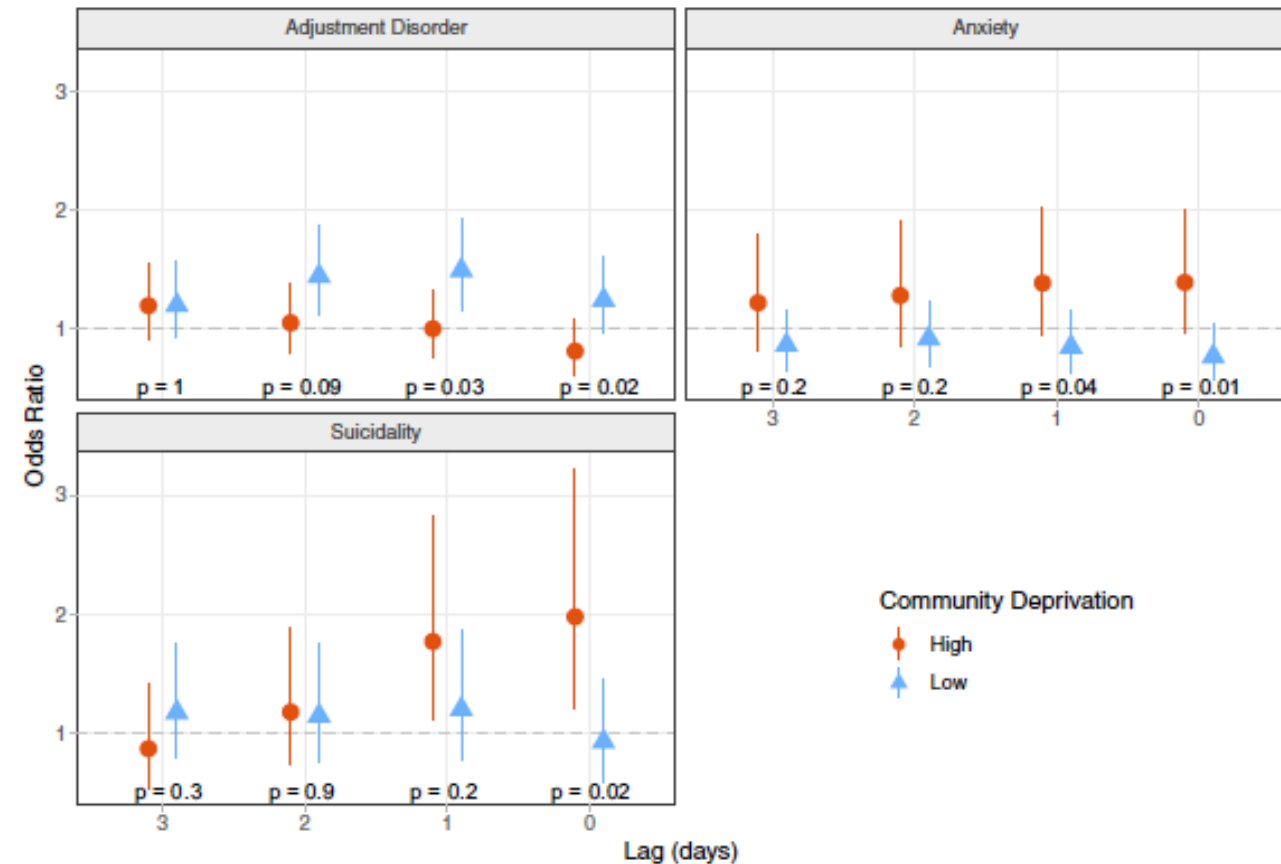 Adjustment Disorder
Anxiety
3
2
1
p = 1 p = 0.09 p = 0.03 p = 0.02
p = 0.2 p = 0.2 p = 0.04 p = 0.01
3 2 1 0
Suicidality
Odds Ratio
3
2
1
p = 0.3 p = 0.9 p = 0.2 p = 0.02
3 2 1 0
Lag (days)
Community Deprivation
High
Low